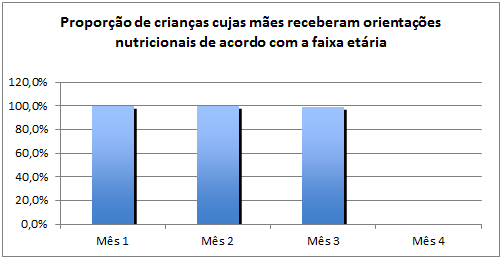 Proporção de crianças cujas mães receberam orientações
nutricionais de acordo com a faixa etária
120,0%
100,0%
80,0%
60,0%
40,0%
20,0%
0,0%
Mês 1 Mês 2 Mês 3 Mês 4